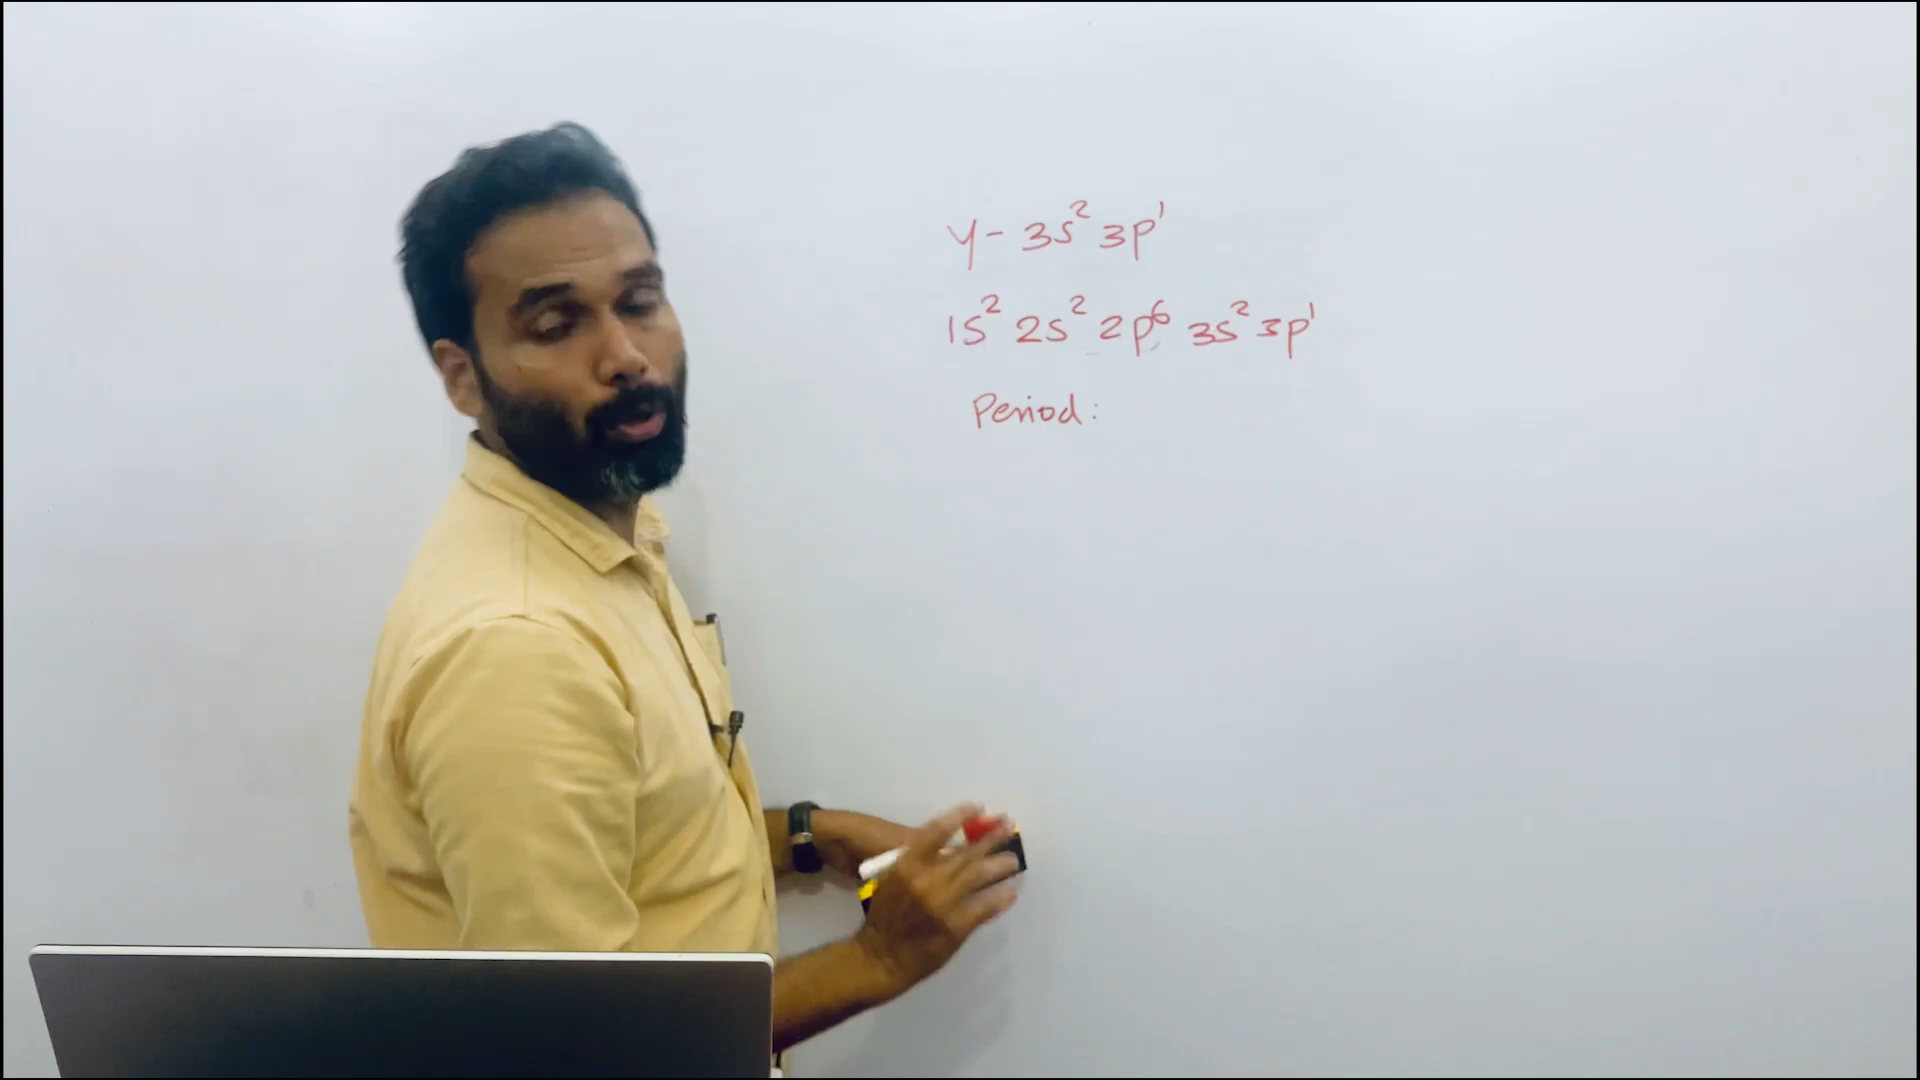 y - 3s² 3p¹
1s² 2s² 2p⁶ 3s² 3p¹
Period: